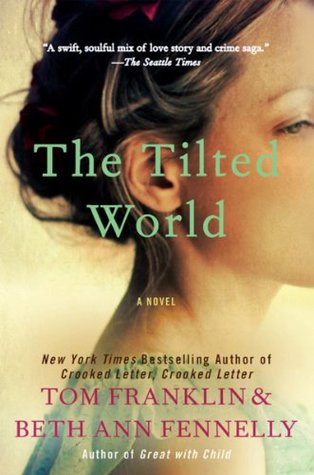 “A swift, soulful mix of love story and crime saga.”
—The Seattle Times
The Tilted
World
A NOVEL
New York Times Bestselling Author of
Crooked Letter, Crooked Letter
TOM FRANKLIN &
BETH ANN FENNELLY
Author of Great with Child